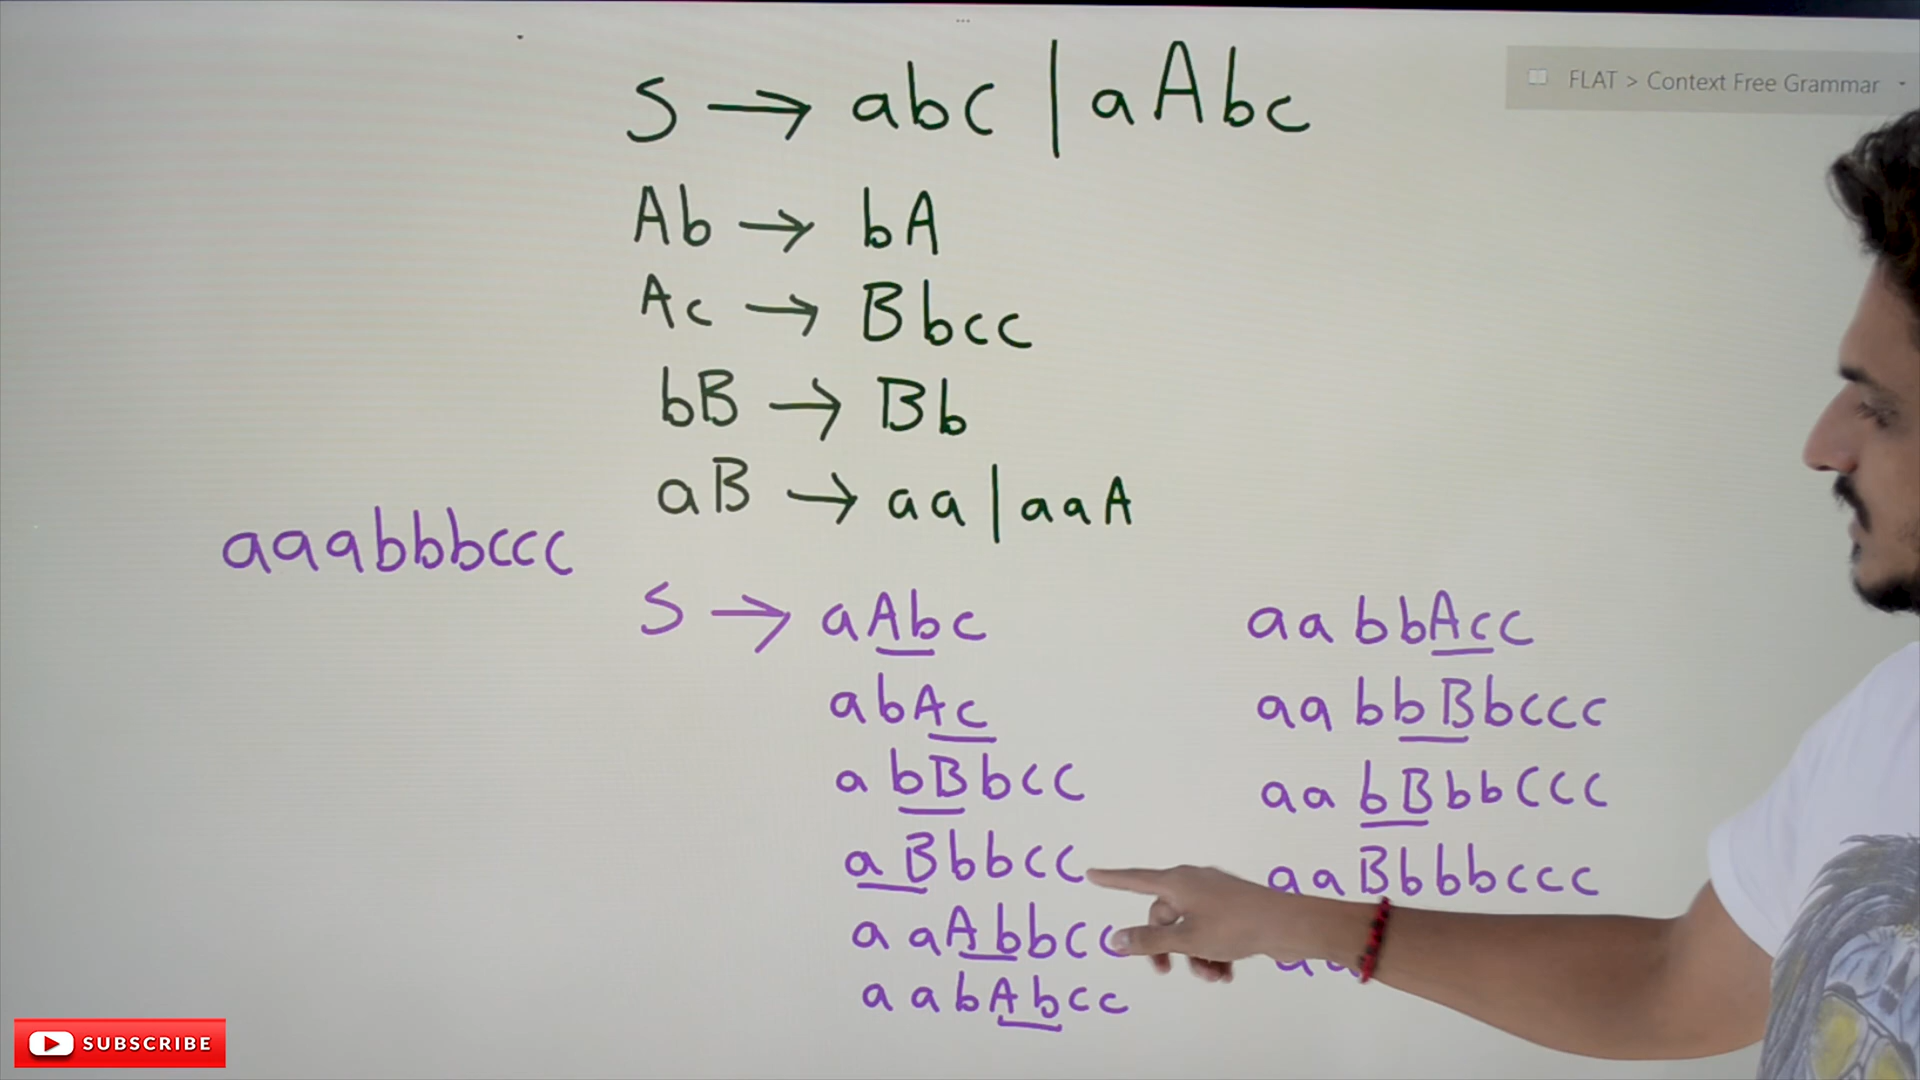 FLAT > Context Free Grammar
S → abc | aAbc
Ab → bA
Ac → Bbcc
bB → Bb
aB → aa | aaA
aaabbbccc
S → aAbc
abAc
abBbcc
aBbbcc
aaAbbcc
aabAbcc
aabbAcc
aabbBbccc
aabBbbccc
aaBbbbccc
SUBSCRIBE